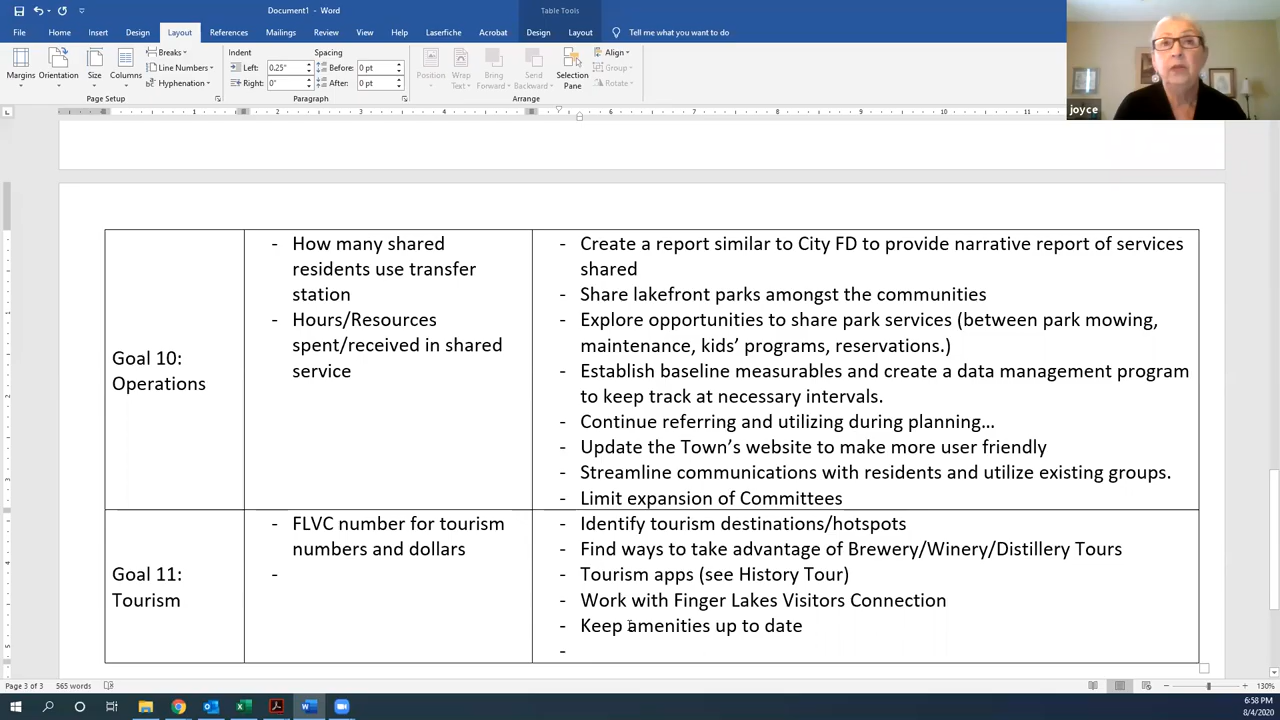 Document1 - Word
Table Tools
File Home Insert Design Layout References Mailings Review View Help Laserfiche Acrobat Design Layout Tell me what you want to do
Margins Orientation Size Columns
Breaks
Line Numbers
Hyphenation
Page Setup
Indent
Left: 0.25"
Right: 0"
Spacing
Before: 0 pt
After: 0 pt
Paragraph
Position Wrap Text Bring Forward Send Backward Selection Pane
Align
Group
Rotate
Arrange
joyce
Goal 10:
Operations
- How many shared
residents use transfer
station
- Hours/Resources
spent/received in shared
service
- Create a report similar to City FD to provide narrative report of services
shared
- Share lakefront parks amongst the communities
- Explore opportunities to share park services (between park mowing,
maintenance, kids' programs, reservations.)
- Establish baseline measurables and create a data management program
to keep track at necessary intervals.
- Continue referring and utilizing during planning…
- Update the Town's website to make more user friendly
- Streamline communications with residents and utilize existing groups.
- Limit expansion of Committees
Goal 11:
Tourism
- FLVC number for tourism
numbers and dollars
-
- Identify tourism destinations/hotspots
- Find ways to take advantage of Brewery/Winery/Distillery Tours
- Tourism apps (see History Tour)
- Work with Finger Lakes Visitors Connection
- Keep amenities up to date
-
Page 3 of 3 565 words
130%
6:58 PM
8/4/2020